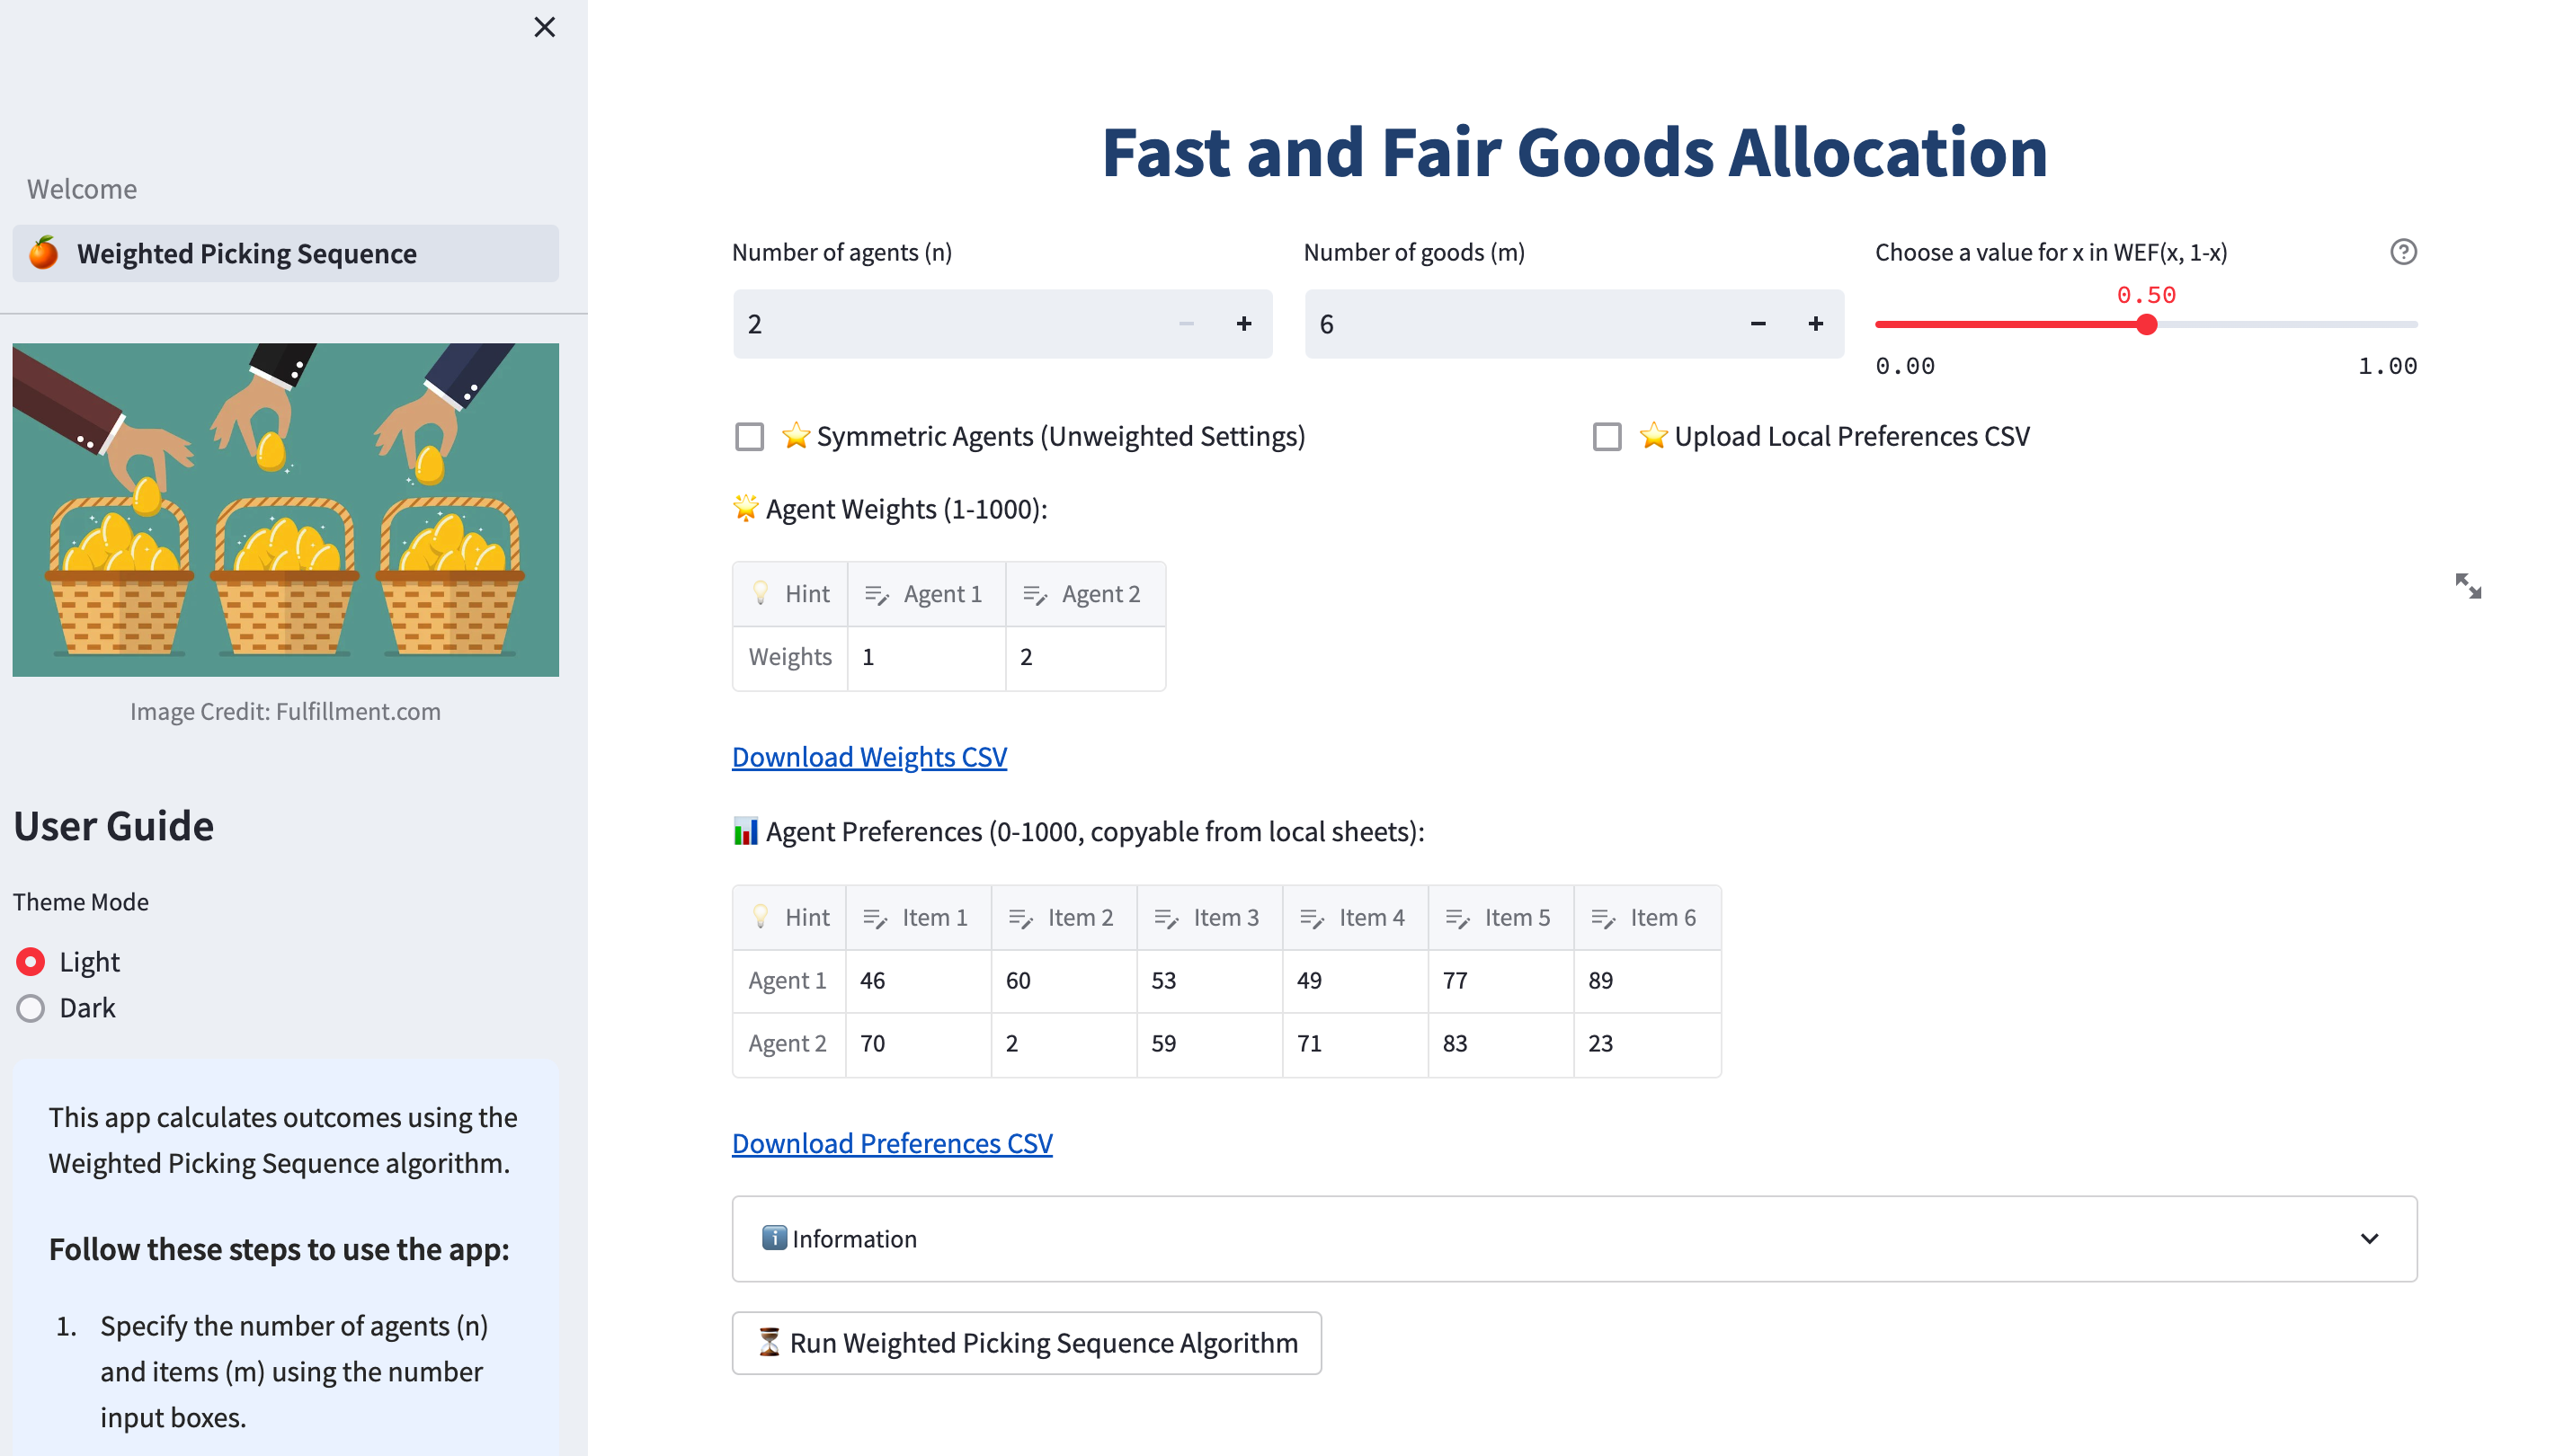 Welcome
Weighted Picking Sequence
Image Credit: Fulfillment.com
User Guide
Theme Mode
Light
Dark
This app calculates outcomes using the
Weighted Picking Sequence algorithm.
Follow these steps to use the app:
1. Specify the number of agents (n)
and items (m) using the number
input boxes.
Fast and Fair Goods Allocation
Number of agents (n) Number of goods (m) Choose a value for x in WEF(x, 1-x)
0.50
2 6
0.00 1.00
Symmetric Agents (Unweighted Settings) Upload Local Preferences CSV
Agent Weights (1-1000):
Hint Agent 1 Agent 2
Weights 1 2
Download Weights CSV
Agent Preferences (0-1000, copyable from local sheets):
Hint Item 1 Item 2 Item 3 Item 4 Item 5 Item 6
Agent 1 46 60 53 49 77 89
Agent 2 70 2 59 71 83 23
Download Preferences CSV
Information
Run Weighted Picking Sequence Algorithm